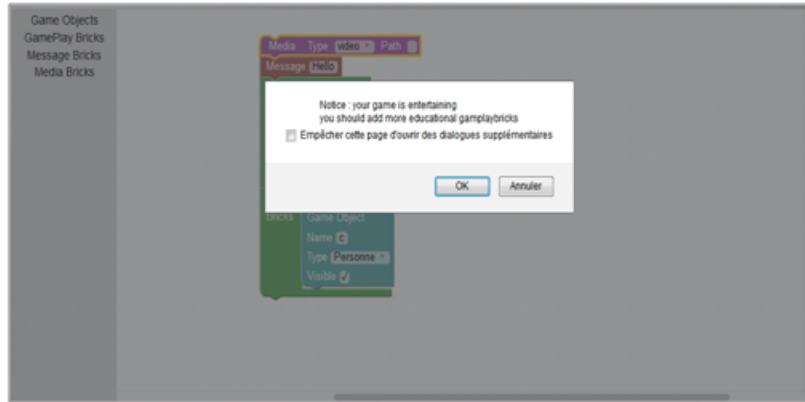 Game Objects
GamePlay Bricks
Message Bricks
Media Bricks
Media Type video Path
Message Hello
Notice : your game is entertaining
you should add more educational gamplaybricks
Empêcher cette page d'ouvrir des dialogues supplémentaires
OK Annuler
Bricks Game Object
Name c
Type Personne
Visible